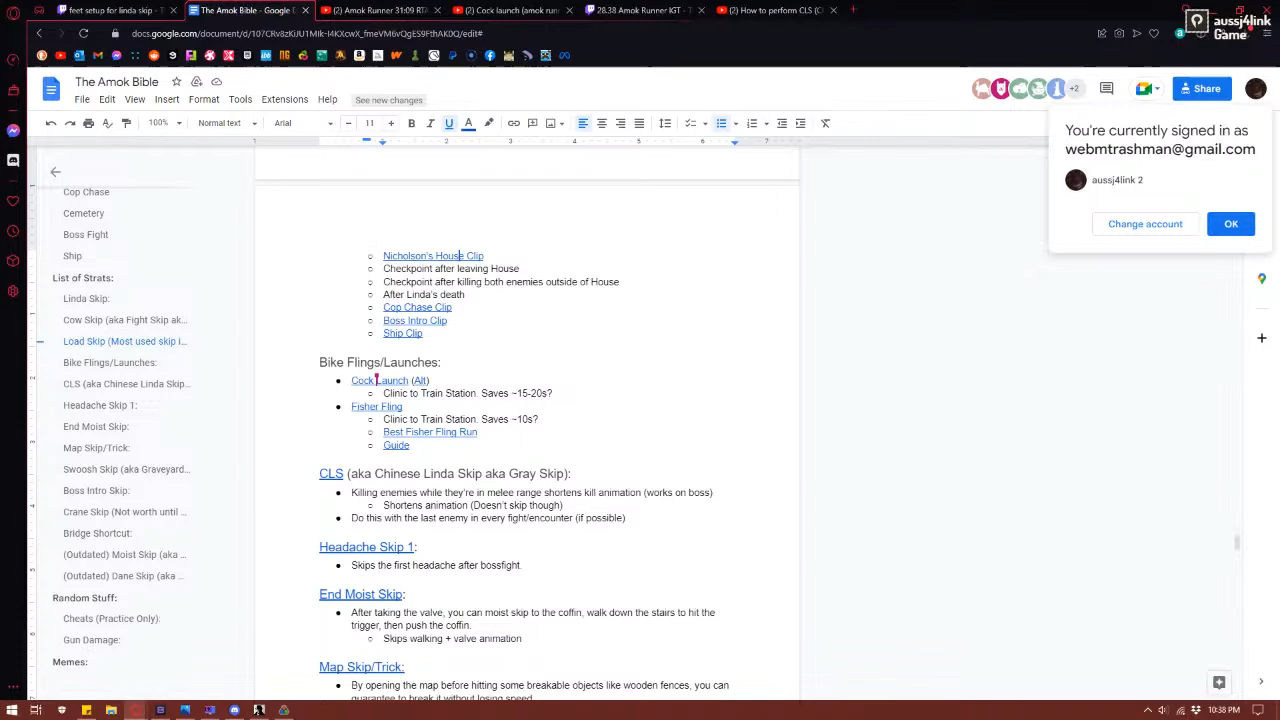 feet setup for linda skip - T
The Amok Bible - Google D
(2) Amok Runner 31:09 RTA
(2) Cock launch (amok run
28.38 Amok Runner IGT - T
(2) How to perform CLS (C
aussj4link
Game
The Amok Bible
File Edit View Insert Format Tools Extensions Help See new changes
+2
Share
100% Normal text Arial 11
You're currently signed in as
webmtrashman@gmail.com
aussj4link 2
Change account OK
Cop Chase
Cemetery
Boss Fight
Ship
List of Strats:
Linda Skip:
Cow Skip (aka Fight Skip ak...
Load Skip (Most used skip i...
Bike Flings/Launches:
CLS (aka Chinese Linda Skip...
Headache Skip 1:
End Moist Skip:
Map Skip/Trick:
Swoosh Skip (aka Graveyard...
Boss Intro Skip:
Crane Skip (Not worth until ...
Bridge Shortcut:
(Outdated) Moist Skip (aka ...
(Outdated) Dane Skip (aka ...
Random Stuff:
Cheats (Practice Only):
Gun Damage:
Memes:
Nicholson's House Clip
Checkpoint after leaving House
Checkpoint after killing both enemies outside of House
After Linda's death
Cop Chase Clip
Boss Intro Clip
Ship Clip
Bike Flings/Launches:
Cock Launch (Alt)
Clinic to Train Station. Saves ~15-20s?
Fisher Fling
Clinic to Train Station. Saves ~10s?
Best Fisher Fling Run
Guide
CLS (aka Chinese Linda Skip aka Gray Skip):
Killing enemies while they're in melee range shortens kill animation (works on boss)
Shortens animation (Doesn't skip though)
Do this with the last enemy in every fight/encounter (if possible)
Headache Skip 1:
Skips the first headache after bossfight.
End Moist Skip:
After taking the valve, you can moist skip to the coffin, walk down the stairs to hit the
trigger, then push the coffin.
Skips walking + valve animation
Map Skip/Trick:
By opening the map before hitting some breakable objects like wooden fences, you can
guarantee to break it without losing speed
10:38 PM